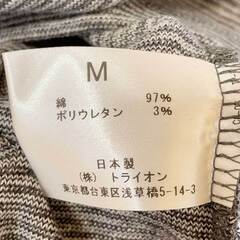 M
綿 97%
ポリウレタン 3%
日本製
(株) トライオン
東京都台東区浅草橋5-14-3